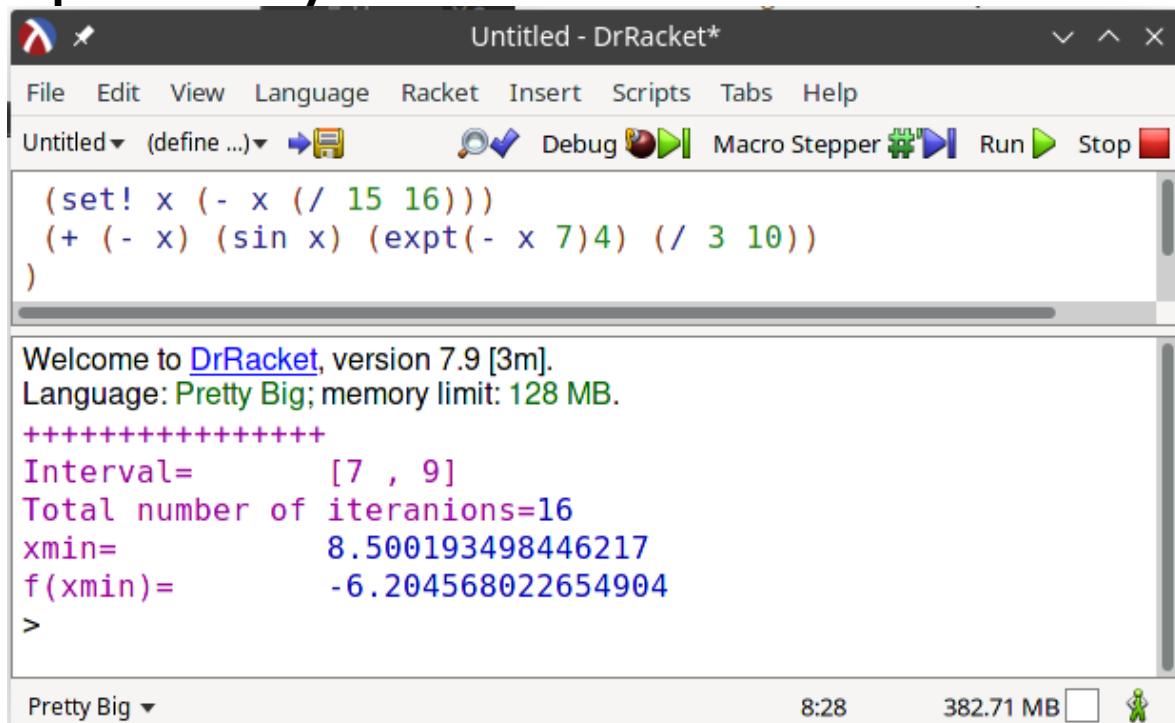 Untitled - DrRacket*
File Edit View Language Racket Insert Scripts Tabs Help
Untitled (define ...) Debug Macro Stepper Run Stop
(set! x (- x (/ 15 16)))
(+ (- x) (sin x) (expt(- x 7)4) (/ 3 10))
)
Welcome to DrRacket, version 7.9 [3m].
Language: Pretty Big; memory limit: 128 MB.
++++++++++++++++
Interval= [7 , 9]
Total number of iteranions=16
xmin= 8.500193498446217
f(xmin)= -6.204568022654904
>
Pretty Big 8:28 382.71 MB